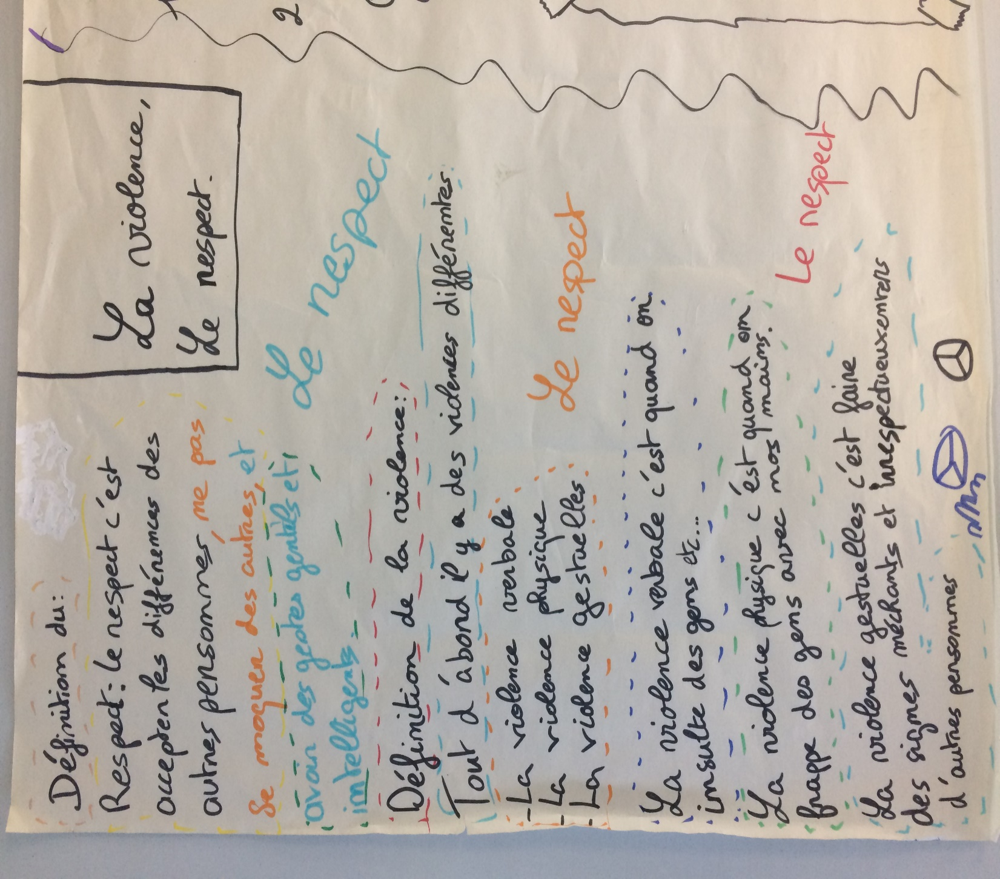 La violence,
Le respect.
Définition du:
Respect: le respect c'est
accepter les différences des
autres personnes, ne pas
se moquer des autres, et
avoir des gestes gentils et
intelligents.
Le respect
Définition de la violence:
Tout d'abord il y a des violences différentes.
-La violence verbale
-La violence physique
-La violence gestuelles.
Le respect
La violence verbale c'est quand on
insulte des gens etc...
La violence physique c'est quand on
frappe des gens avec nos mains.
Le respect
La violence gestuelles c'est faire
des signes méchants et irrespectueux envers
d'autres personnes
2